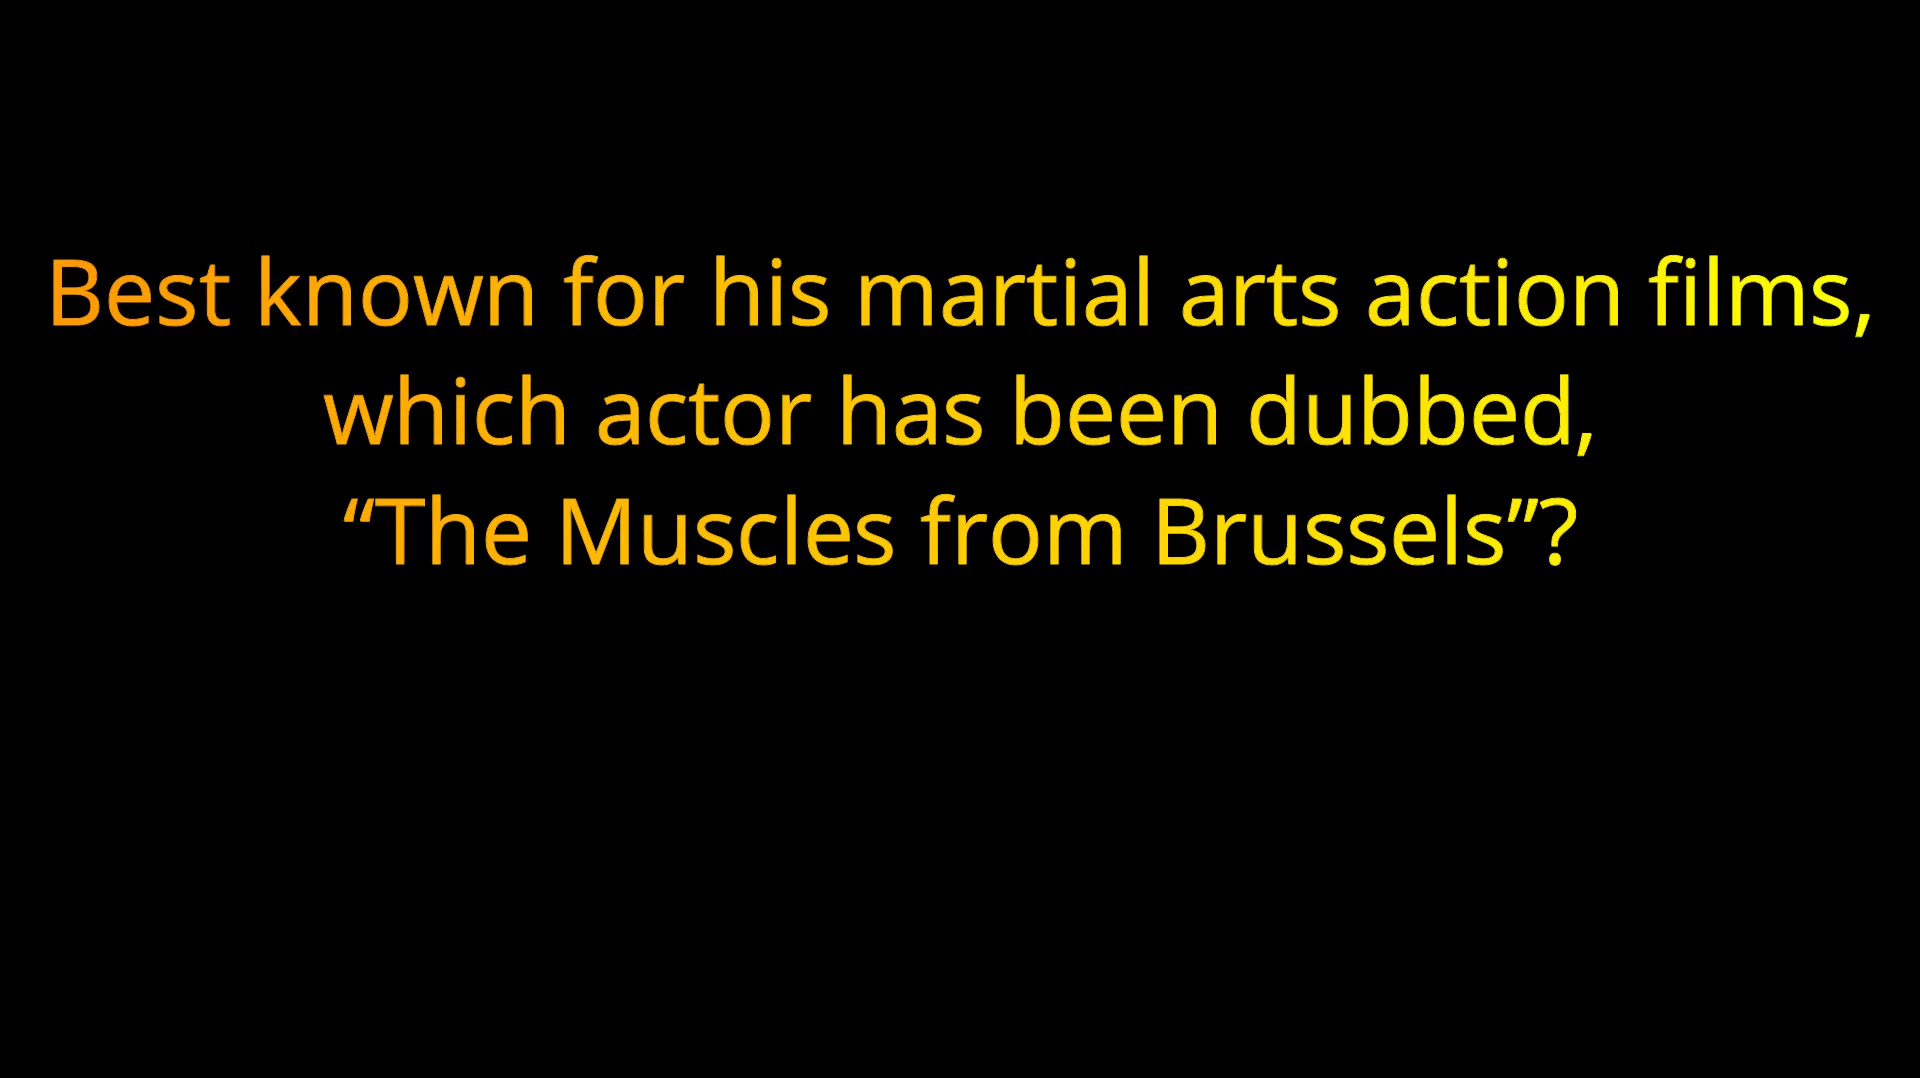 Best known for his martial arts action films,
which actor has been dubbed,
“The Muscles from Brussels”?